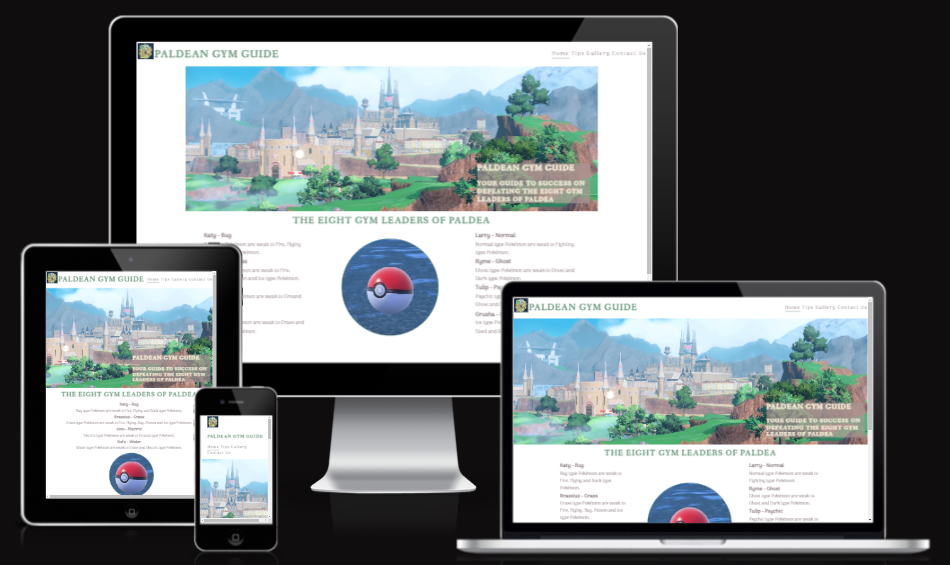 PALDEAN GYM GUIDE
Home Tips Gallery Contact Us
PALDEAN GYM GUIDE
YOUR GUIDE TO SUCCESS ON
DEFEATING THE EIGHT GYM
LEADERS OF PALDEA
THE EIGHT GYM LEADERS OF PALDEA
Katy - Bug
Pokémon are weak to Fire, Flying
Pokémon.
Pokémon are weak to Fire,
and Ice type Pokémon.
are weak to Ground
are weak to Grass and
Larry - Normal
Normal type Pokémon are weak to Fighting
type Pokémon.
Ryme - Ghost
Ghost type Pokémon are weak to Ghost and
Dark type Pokémon.
Tulip - Psychic
Psychic type
Ghost and
Grusha -
Ice type
Steel and
PALDEAN GYM GUIDE
Home Tips Gallery Contact Us
PALDEAN GYM GUIDE
YOUR GUIDE TO SUCCESS ON
DEFEATING THE EIGHT GYM
LEADERS OF PALDEA
THE EIGHT GYM LEADERS OF PALDEA
Katy - Bug
Bug type Pokémon are weak to Fire, Flying and Rock type Pokémon.
Brassius - Grass
Grass type Pokémon are weak to Fire, Flying, Bug, Poison and Ice type Pokémon.
Iono - Electric
Electric type Pokémon are weak to Ground type Pokémon.
Kofu - Water
Water type Pokémon are weak to Grass and Electric type Pokémon.
PALDEAN GYM GUIDE
Home Tips Gallery
Contact Us
PALDEAN GYM GUIDE
Home Tips Gallery Contact Us
PALDEAN GYM GUIDE
YOUR GUIDE TO SUCCESS ON
DEFEATING THE EIGHT GYM
LEADERS OF PALDEA
THE EIGHT GYM LEADERS OF PALDEA
Katy - Bug
Bug type Pokémon are weak to
Fire, Flying and Rock type
Pokémon.
Brassius - Grass
Grass type Pokémon are weak to
Fire, Flying, Bug, Poison and Ice
type Pokémon.
Larry - Normal
Normal type Pokémon are weak to
Fighting type Pokémon.
Ryme - Ghost
Ghost type Pokémon are weak to
Ghost and Dark type Pokémon.
Tulip - Psychic
Psychic type Pokémon are weak to